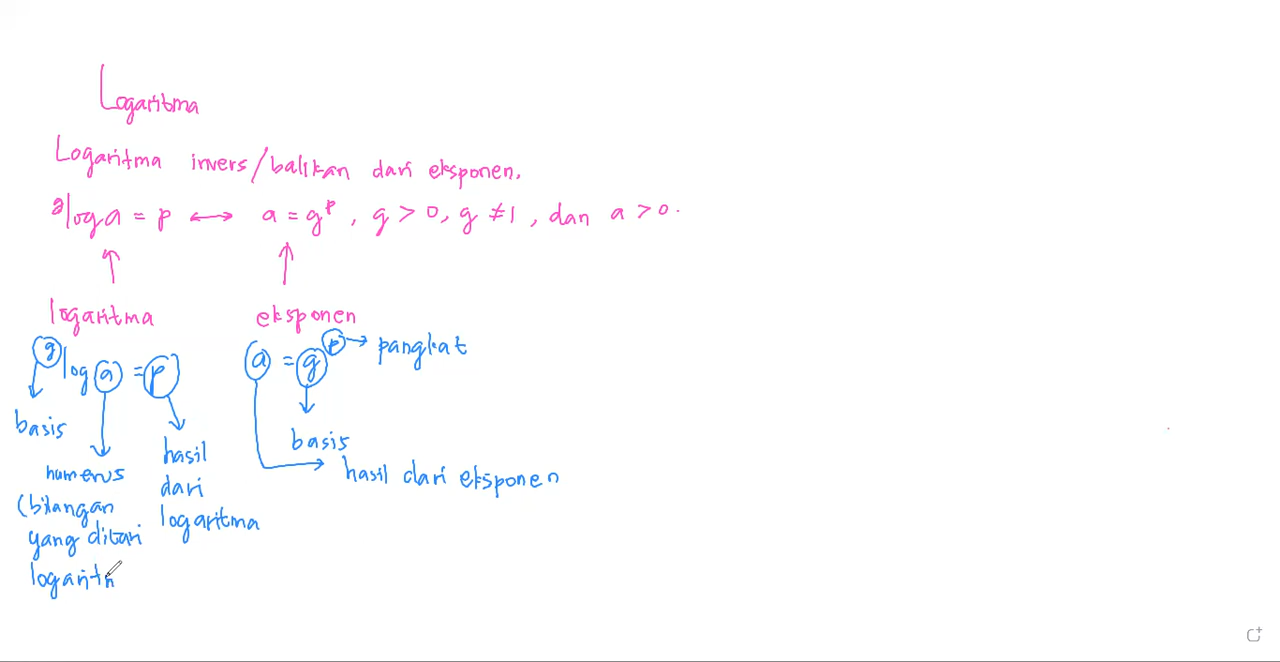 Logaritma
Logaritma invers/balikan dari eksponen.
ᵍlog a = p ↔ a = gᵖ, g > 0, g ≠ 1, dan a > 0.
logaritma
eksponen
ᵍlog a = p
a = gᵖ → pangkat
basis
numerus
(bilangan
yang dicari
logaritm
hasil
dari
logaritma
basis
hasil dari eksponen